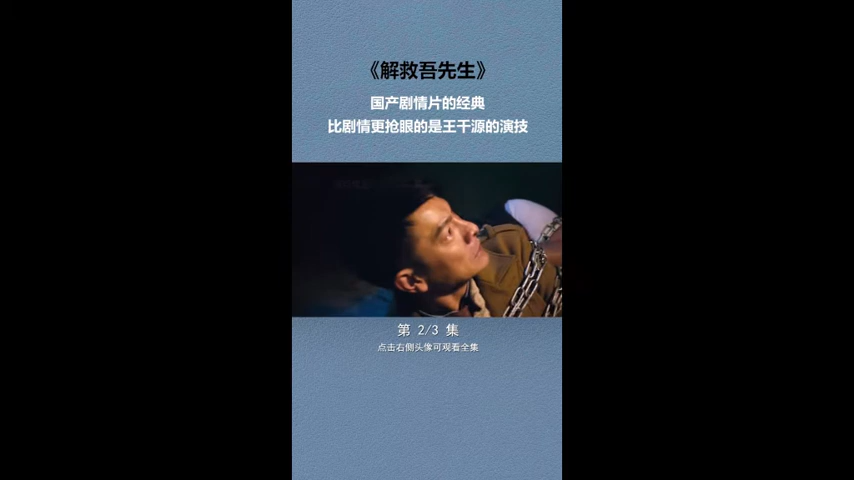 《解救吾先生》
国产剧情片的经典
比剧情更抢眼的是王千源的演技
第 2/3 集
点击右侧头像可观看全集